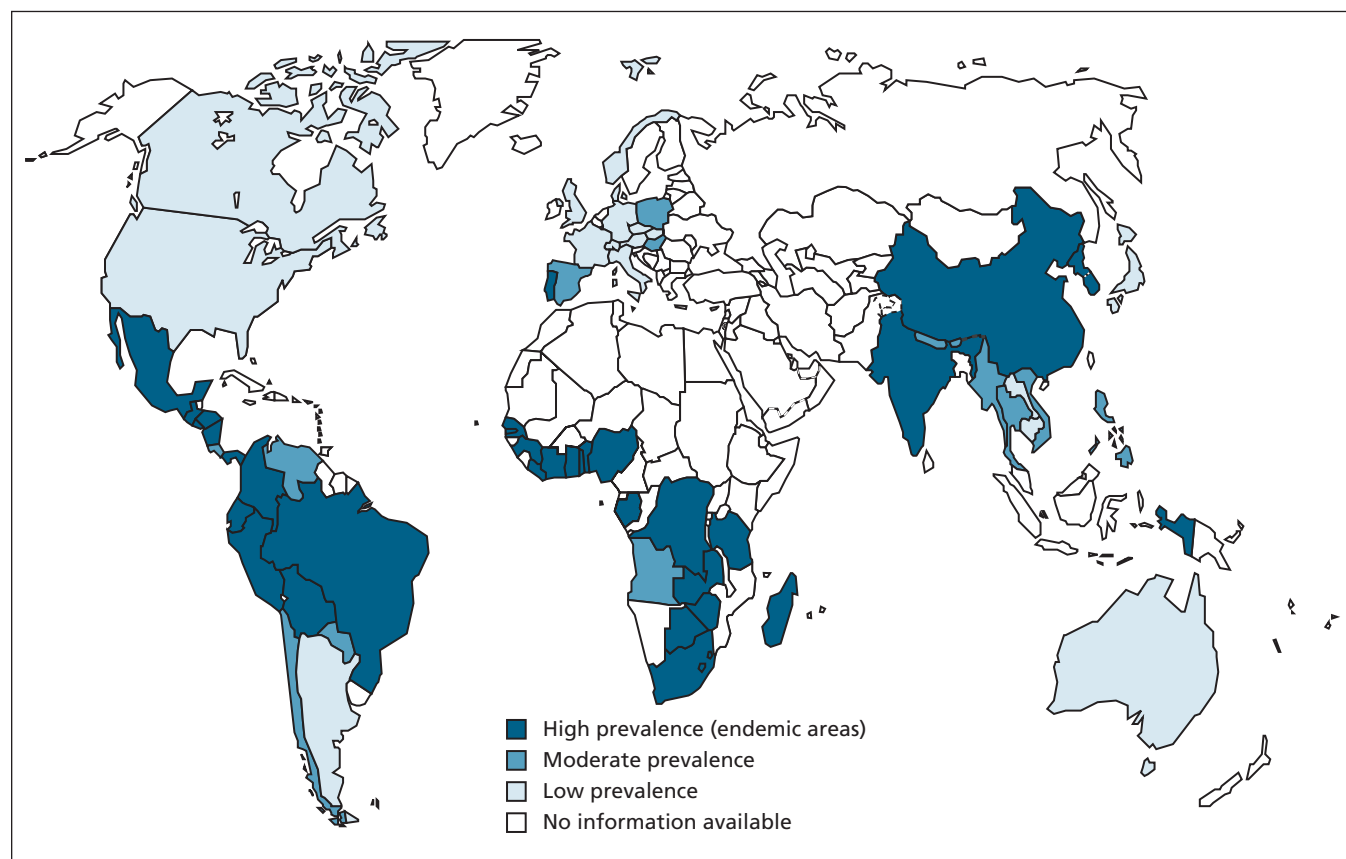 High prevalence (endemic areas)
Moderate prevalence
Low prevalence
No information available